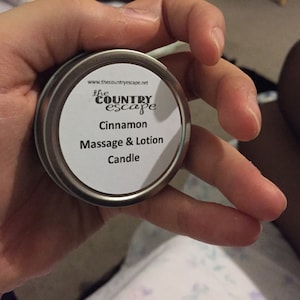 www.thecountryescape.net
the
COUNTRY
escape
Cinnamon
Massage & Lotion
Candle